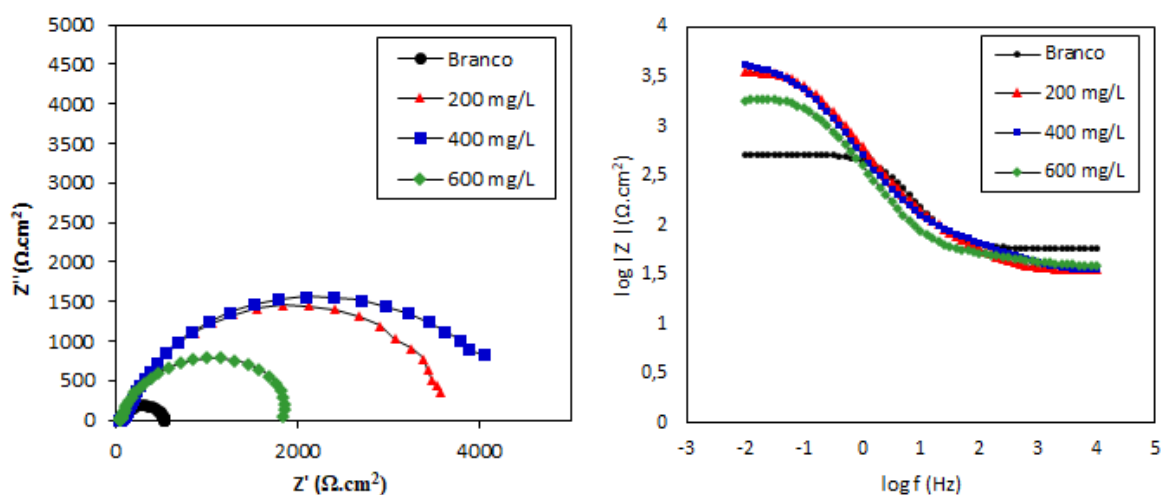 5000
4500
4000
3500
3000
2500
2000
1500
1000
500
0
Z'' (Ω.cm²)
0
2000
4000
Z' (Ω.cm²)
Branco
200 mg/L
400 mg/L
600 mg/L
4
3,5
3
2,5
2
1,5
1
0,5
0
log |Z| (Ω.cm²)
-3
-2
-1
0
1
2
3
4
5
log f (Hz)
Branco
200 mg/L
400 mg/L
600 mg/L